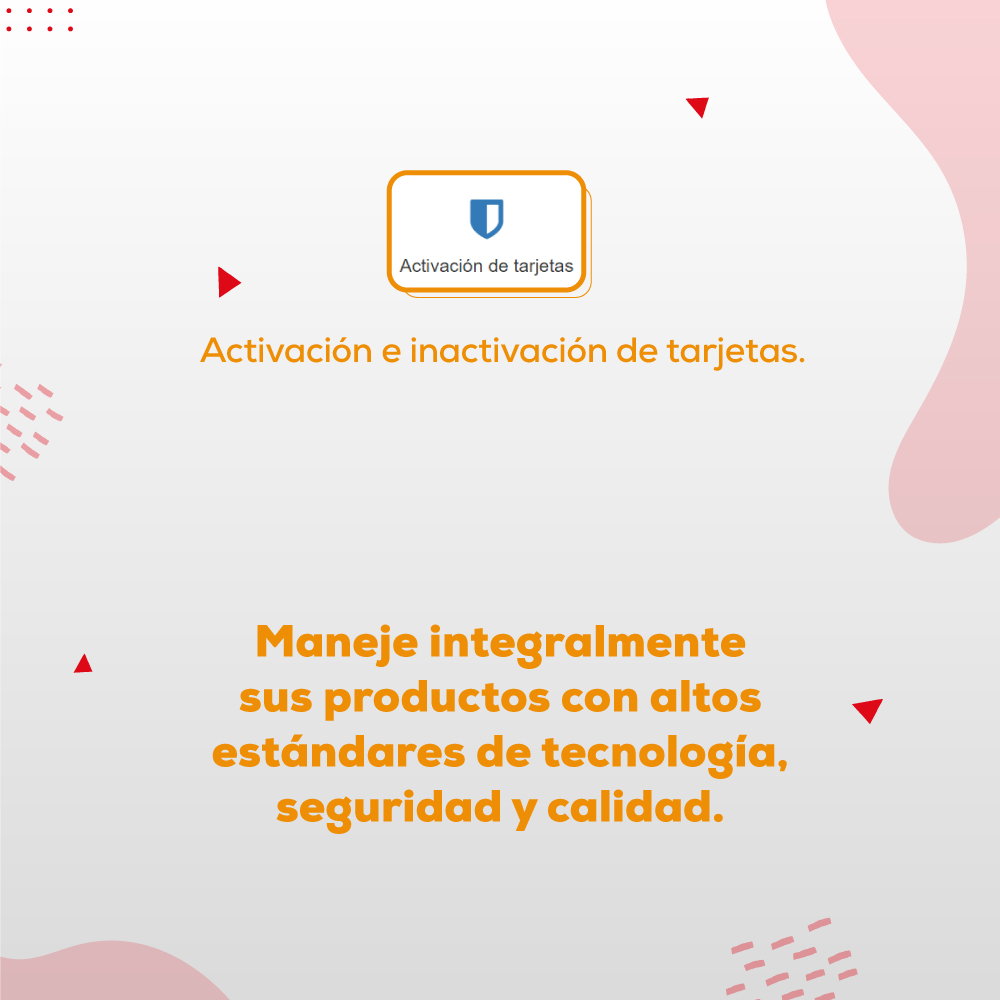 Activación de tarjetas
Activación e inactivación de tarjetas.
Maneje integralmente
sus productos con altos
estándares de tecnología,
seguridad y calidad.